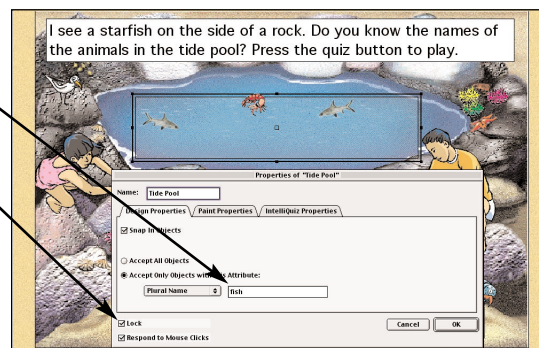 I see a starfish on the side of a rock. Do you know the names of
the animals in the tide pool? Press the quiz button to play.
Properties of "Tide Pool"
Name: Tide Pool
Design Properties Paint Properties IntelliQuiz Properties
Snap In Objects
Accept All Objects
Accept Only Objects with this Attribute:
Plural Name fish
Lock Cancel OK
Respond to Mouse Clicks